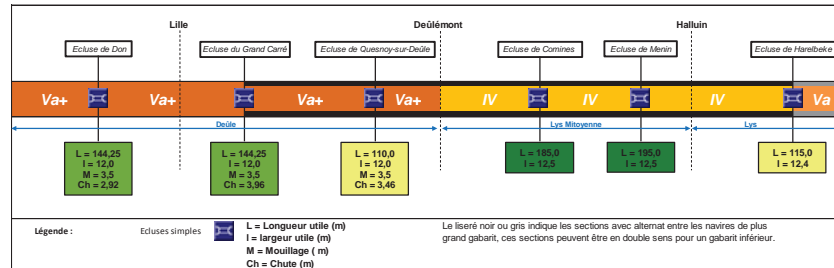 Lille
Deûlémont
Halluin
Ecluse de Don
Ecluse du Grand Carré
Ecluse de Quesnoy-sur-Deûle
Ecluse de Comines
Ecluse de Menin
Ecluse de Harelbeke
Va+ Va+ Va+ Va+ IV IV IV Va
Deûle
Lys Mitoyenne
Lys
L = 144,25
l = 12,0
M = 3,5
Ch = 2,92
L = 144,25
l = 12,0
M = 3,5
Ch = 3,96
L = 110,0
l = 12,0
M = 3,5
Ch = 3,46
L = 185,0
l = 12,5
L = 195,0
l = 12,5
L = 115,0
l = 12,4
Légende :
Ecluses simples
L = Longueur utile (m)
l = largeur utile (m)
M = Mouillage ( m)
Ch = Chute (m)
Le liseré noir ou gris indique les sections avec alternat entre les navires de plus
grand gabarit, ces sections peuvent être en double sens pour un gabarit inférieur.